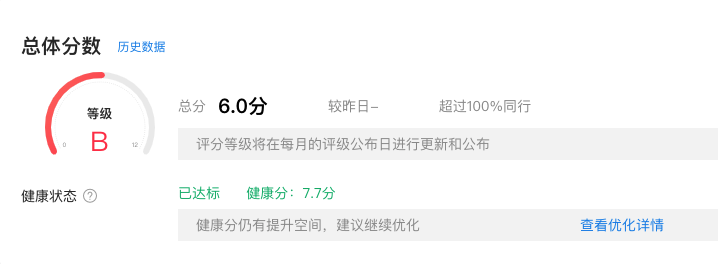 总体分数 历史数据
等级
B
0 12
总分 6.0分 较昨日– 超过100%同行
评分等级将在每月的评级公布日进行更新和公布
健康状态 ? 已达标 健康分：7.7分
健康分仍有提升空间，建议继续优化 查看优化详情